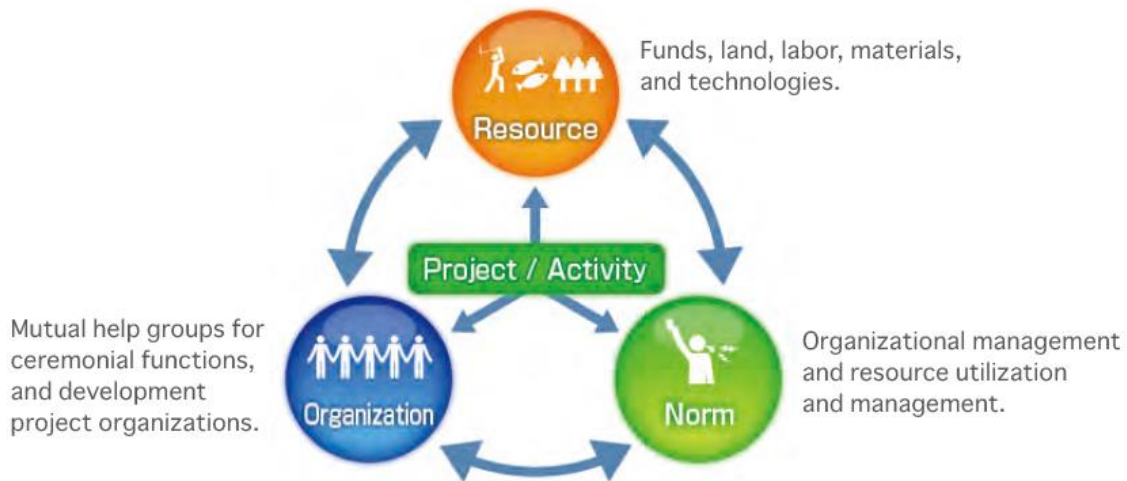 Funds, land, labor, materials,
and technologies.
Resource
Project / Activity
Mutual help groups for
ceremonial functions,
and development
project organizations.
Organization
Norm
Organizational management
and resource utilization
and management.